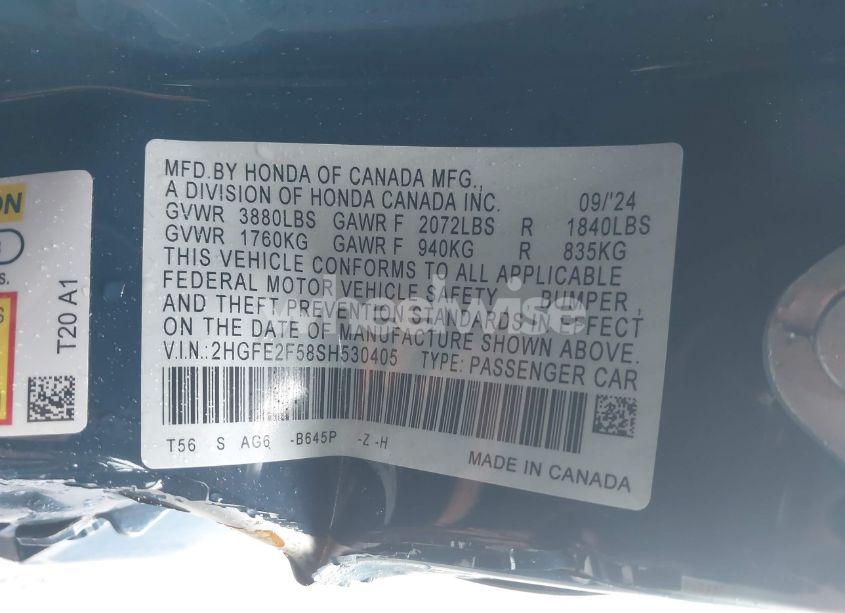 MFD.BY HONDA OF CANADA MFG.,
A DIVISION OF HONDA CANADA INC. 09/'24
GVWR 3880LBS GAWR F 2072LBS R 1840LBS
GVWR 1760KG GAWR F 940KG R 835KG
THIS VEHICLE CONFORMS TO ALL APPLICABLE
FEDERAL MOTOR VEHICLE SAFETY , BUMPER,
AND THEFT PREVENTION STANDARDS IN EFFECT
ON THE DATE OF MANUFACTURE SHOWN ABOVE.
V.I.N.: 2HGFE2F58SH530405 TYPE: PASSENGER CAR
T56 S AG6 -B645P -Z -H
MADE IN CANADA
T20 A1
wheelwise